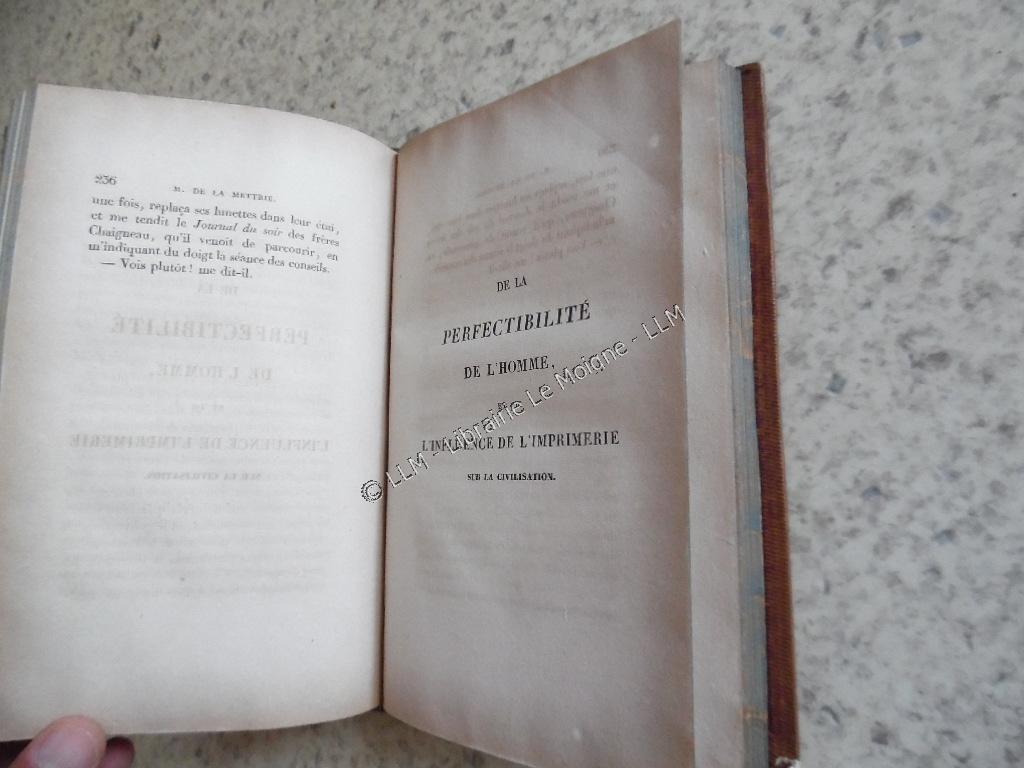 236
M. DE LA METTRIE.
une fois, replaça ses lunettes dans leur étui,
et me tendit le Journal du soir des frères
Chaigneau, qu'il venoit de parcourir, en
m'indiquant du doigt la séance des conseils.
— Vois plutôt! me dit-il.
DE LA
PERFECTIBILITÉ
DE L'HOMME,
L'INFLUENCE DE L'IMPRIMERIE
SUR LA CIVILISATION.
© LLM - Librairie Le Moigne - LLM